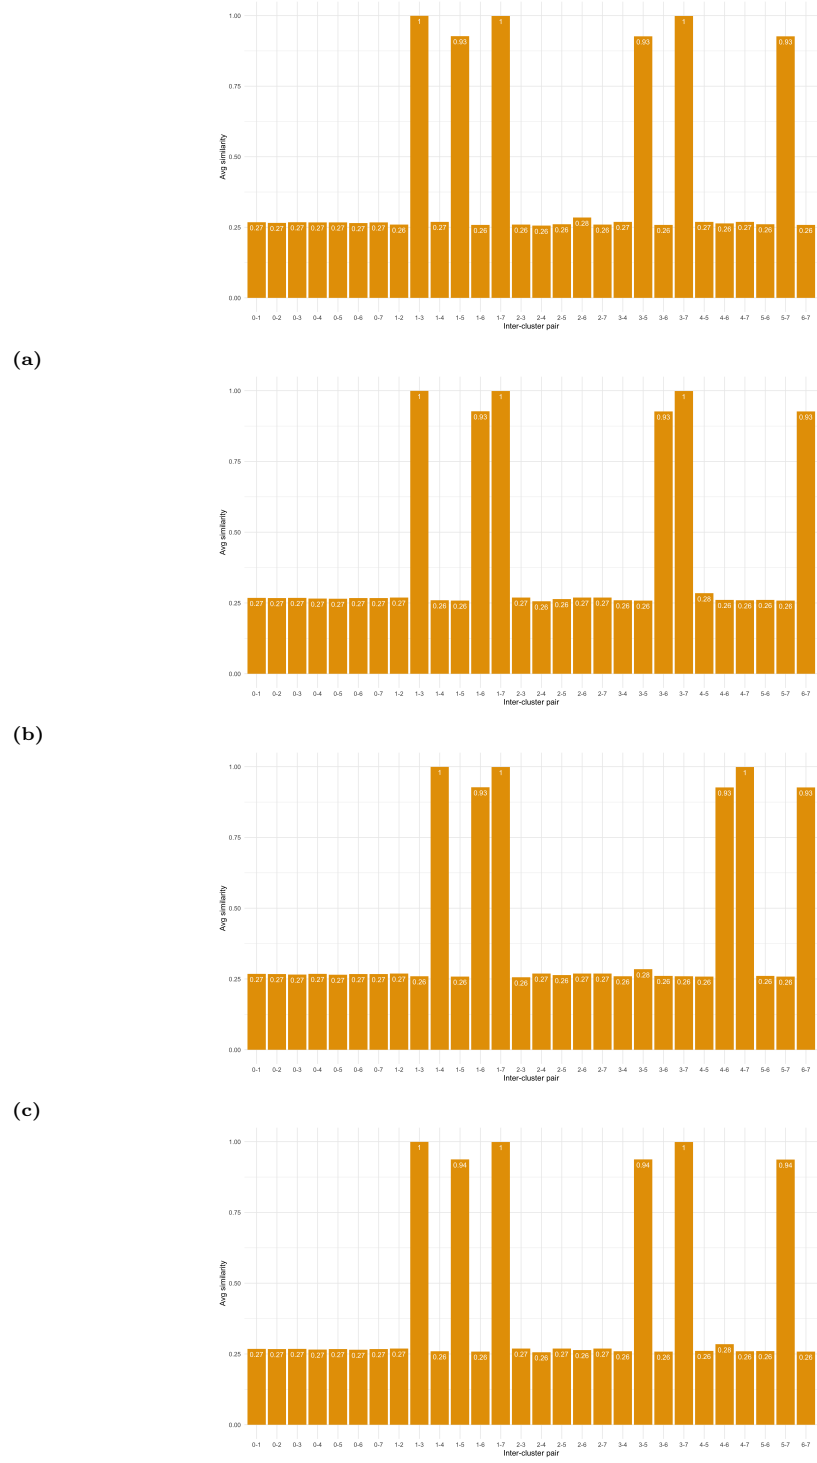 1.00
0.75
0.50
0.25
0.00
Avg similarity
0.27 0.27 0.27 0.27 0.27 0.27 0.27 0.26 1 0.27 0.93 0.26 1 0.26 0.26 0.26 0.28 0.26 0.27 0.93 0.26 1 0.27 0.26 0.27 0.26 0.93 0.26
0-1 0-2 0-3 0-4 0-5 0-6 0-7 1-2 1-3 1-4 1-5 1-6 1-7 2-3 2-4 2-5 2-6 2-7 3-4 3-5 3-6 3-7 4-5 4-6 4-7 5-6 5-7 6-7
Inter-cluster pair
(a)
1.00
0.75
0.50
0.25
0.00
Avg similarity
0.27 0.27 0.27 0.27 0.27 0.27 0.27 0.27 1 0.26 0.26 0.93 1 0.27 0.26 0.26 0.27 0.27 0.26 0.26 0.93 1 0.28 0.26 0.26 0.26 0.26 0.93
0-1 0-2 0-3 0-4 0-5 0-6 0-7 1-2 1-3 1-4 1-5 1-6 1-7 2-3 2-4 2-5 2-6 2-7 3-4 3-5 3-6 3-7 4-5 4-6 4-7 5-6 5-7 6-7
Inter-cluster pair
(b)
1.00
0.75
0.50
0.25
0.00
Avg similarity
0.27 0.27 0.27 0.27 0.27 0.27 0.27 0.27 0.26 1 0.26 0.93 1 0.26 0.27 0.26 0.27 0.27 0.26 0.28 0.26 0.26 0.26 0.93 1 0.26 0.26 0.93
0-1 0-2 0-3 0-4 0-5 0-6 0-7 1-2 1-3 1-4 1-5 1-6 1-7 2-3 2-4 2-5 2-6 2-7 3-4 3-5 3-6 3-7 4-5 4-6 4-7 5-6 5-7 6-7
Inter-cluster pair
(c)
1.00
0.75
0.50
0.25
0.00
Avg similarity
0.27 0.27 0.27 0.27 0.27 0.27 0.27 0.27 1 0.26 0.94 0.26 1 0.27 0.26 0.27 0.26 0.27 0.26 0.94 0.26 1 0.26 0.28 0.26 0.26 0.94 0.26
0-1 0-2 0-3 0-4 0-5 0-6 0-7 1-2 1-3 1-4 1-5 1-6 1-7 2-3 2-4 2-5 2-6 2-7 3-4 3-5 3-6 3-7 4-5 4-6 4-7 5-6 5-7 6-7
Inter-cluster pair